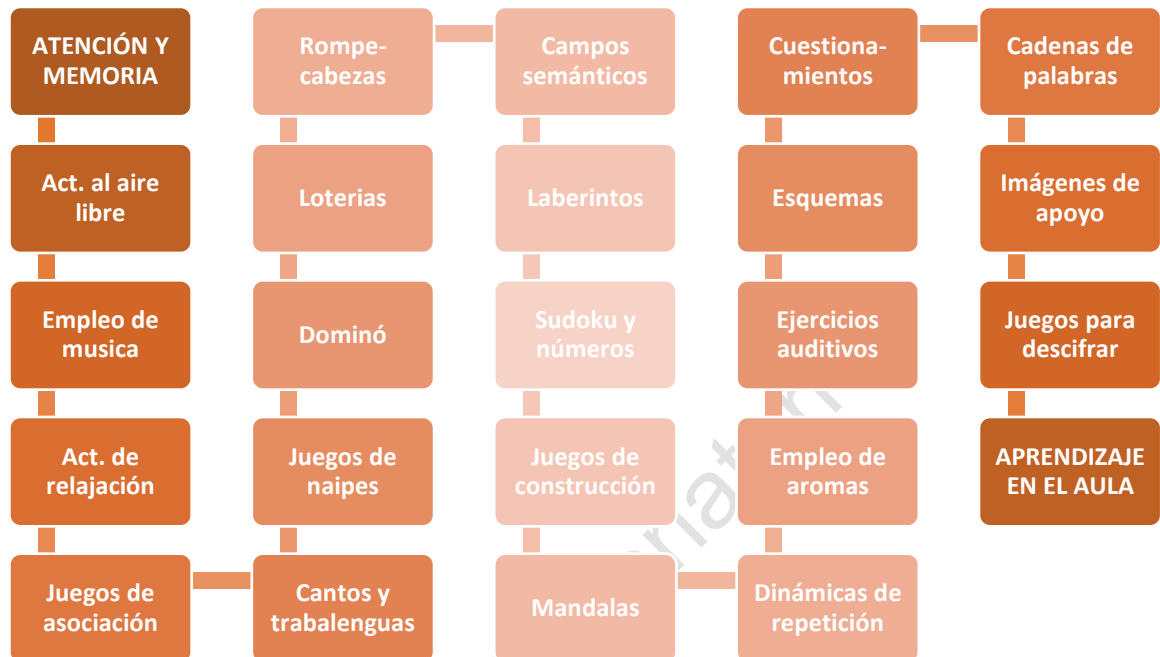 ATENCIÓN Y
MEMORIA
Act. al aire
libre
Empleo de
musica
Act. de
relajación
Juegos de
asociación
Cantos y
trabalenguas
Juegos de
naipes
Dominó
Loterias
Rompe-
cabezas
Campos
semánticos
Laberintos
Sudoku y
números
Juegos de
construcción
Mandalas
Dinámicas de
repetición
Empleo de
aromas
Ejercicios
auditivos
Esquemas
Cuestiona-
mientos
Cadenas de
palabras
Imágenes de
apoyo
Juegos para
descifrar
APRENDIZAJE
EN EL AULA